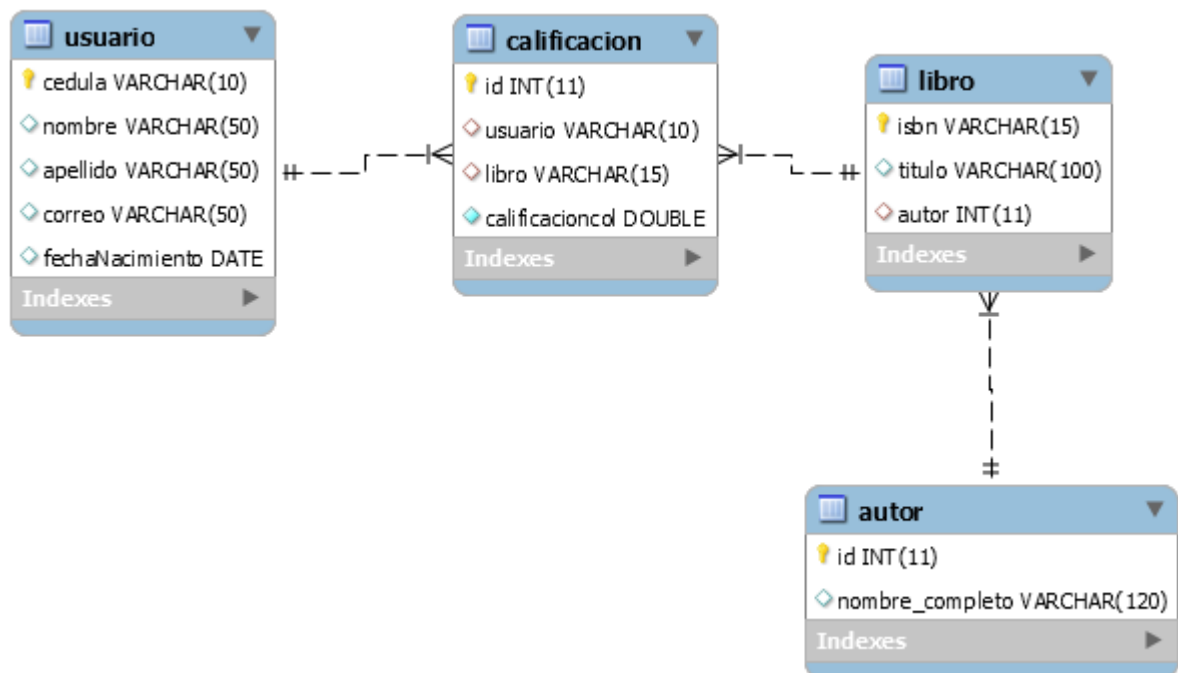 usuario
cedula VARCHAR(10)
nombre VARCHAR(50)
apellido VARCHAR(50)
correo VARCHAR(50)
fechaNacimiento DATE
Indexes
calificacion
id INT(11)
usuario VARCHAR(10)
libro VARCHAR(15)
calificacioncol DOUBLE
Indexes
libro
isbn VARCHAR(15)
titulo VARCHAR(100)
autor INT(11)
Indexes
autor
id INT(11)
nombre_completo VARCHAR(120)
Indexes